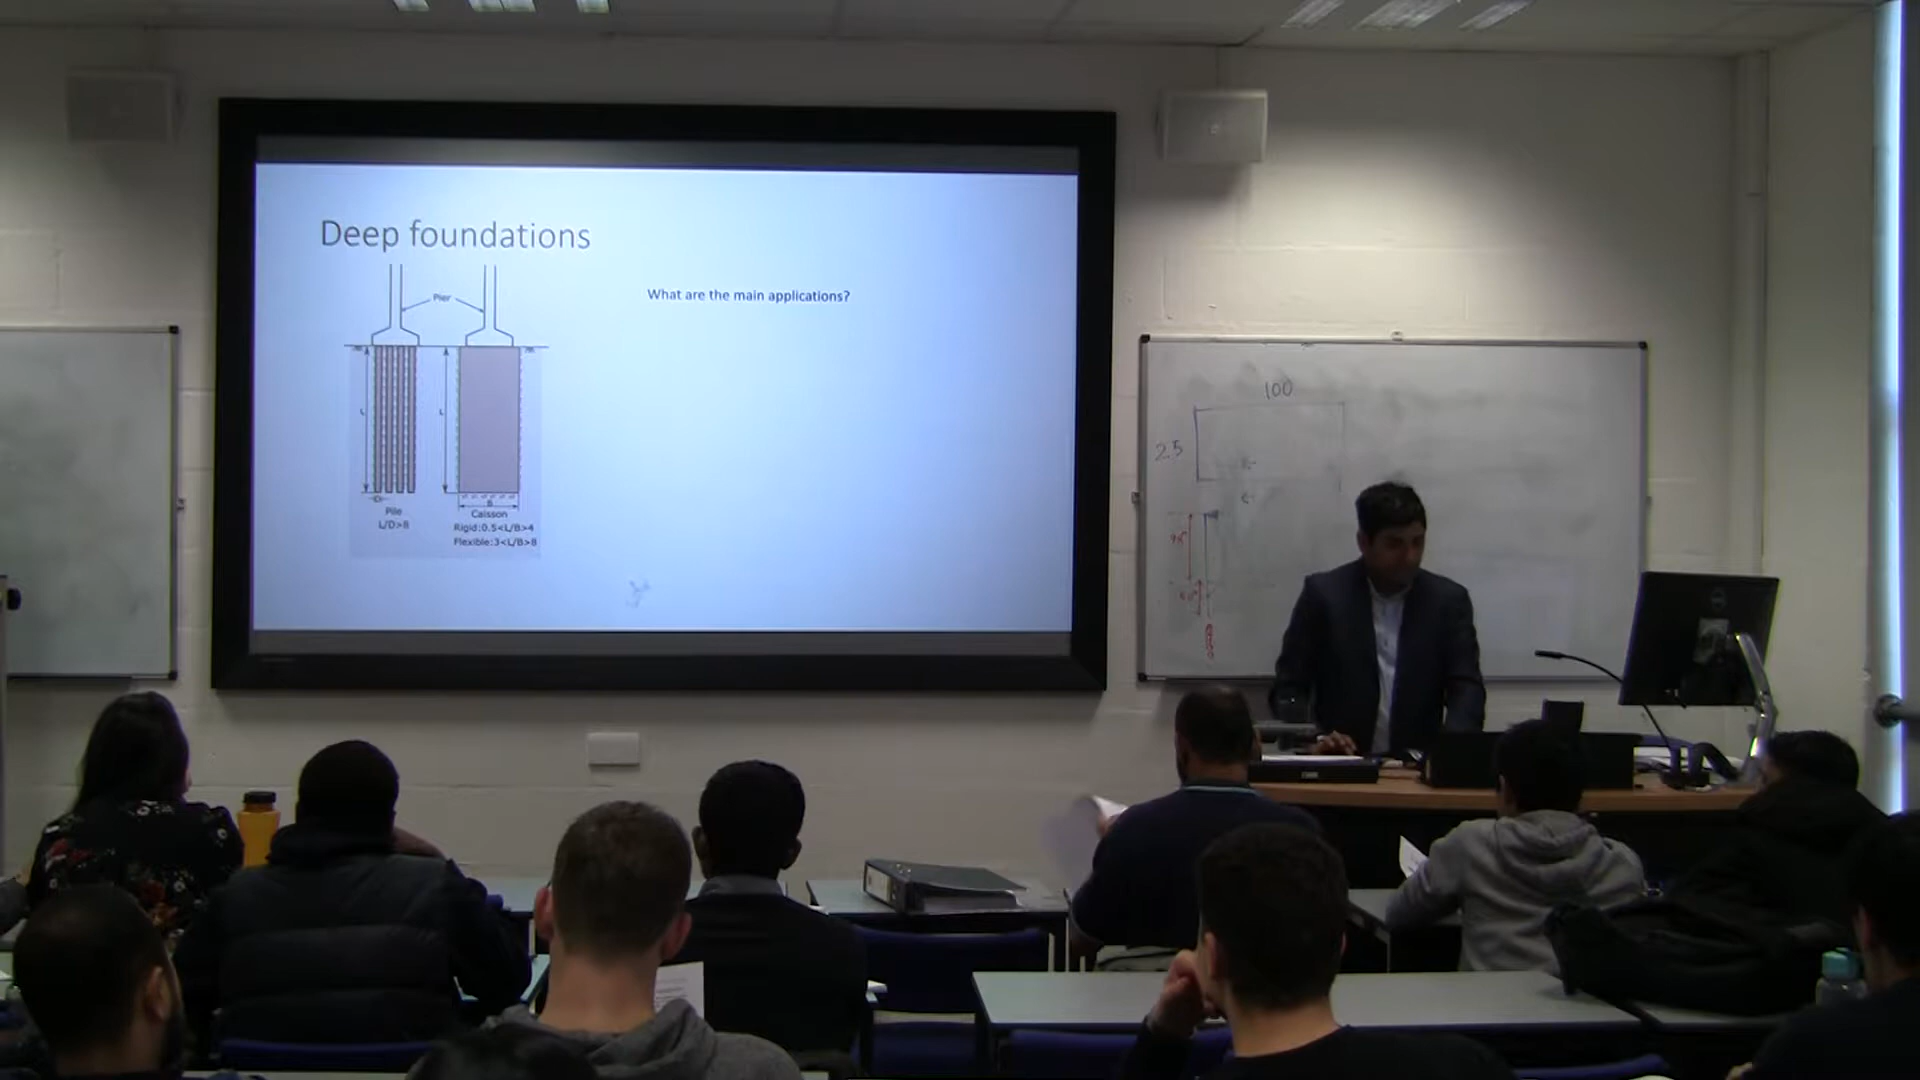 Deep foundations
Pier
What are the main applications?
L
L
D
B
Pile
L/D>8
Caisson
Rigid:0.5<L/B>4
Flexible:3<L/B>8
100
2.5